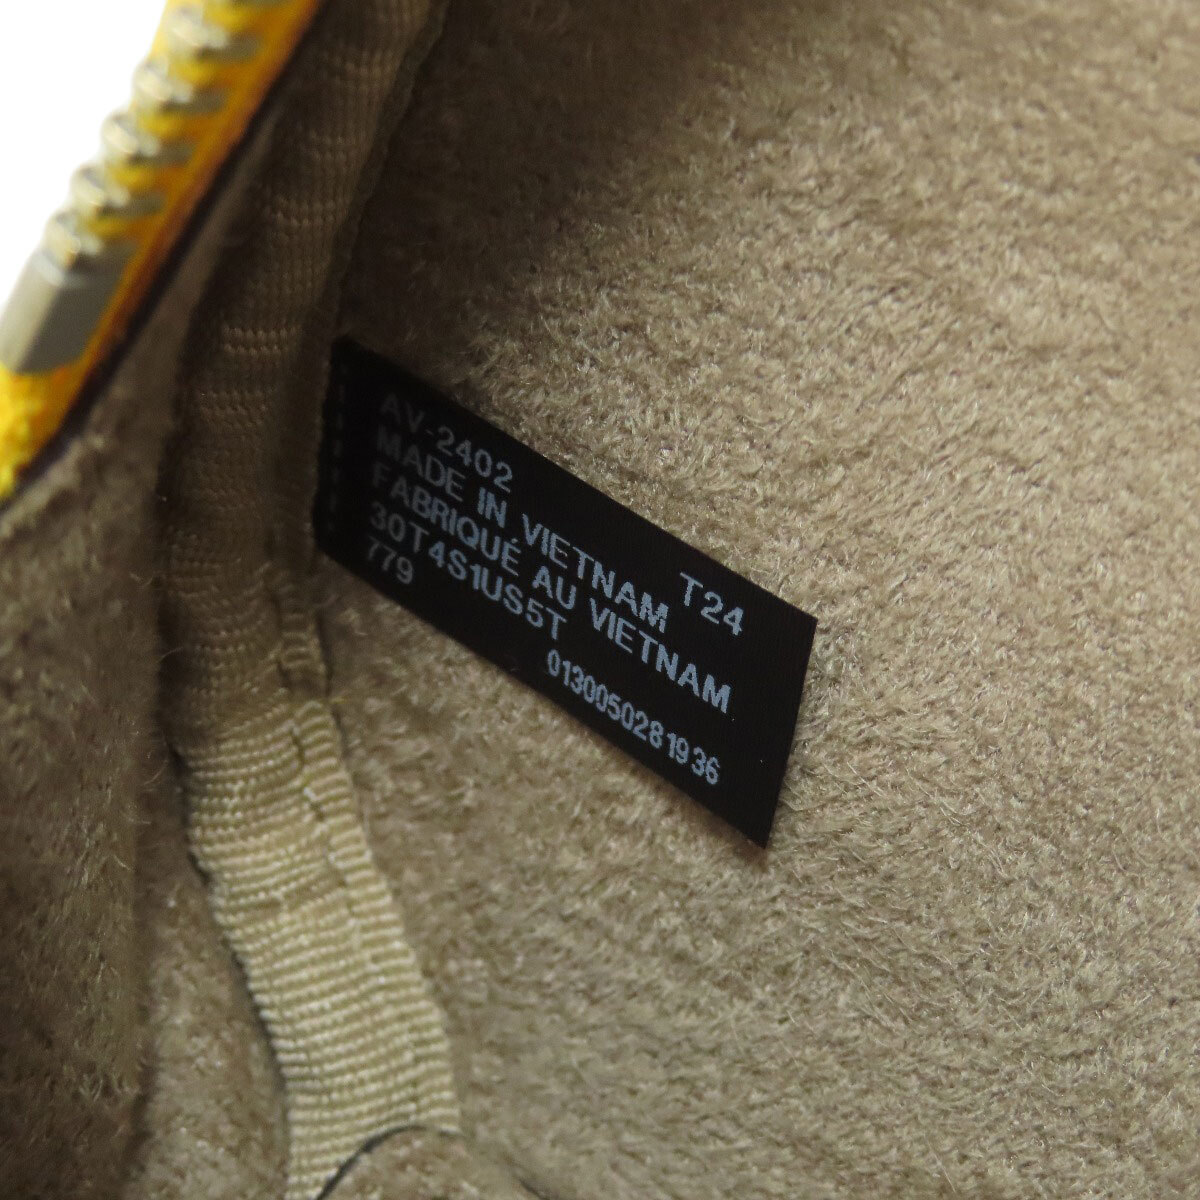 AV-2402
MADE IN VIETNAM T24
FABRIQUÉ AU VIETNAM
30T4S1US5T
779 0130050281936